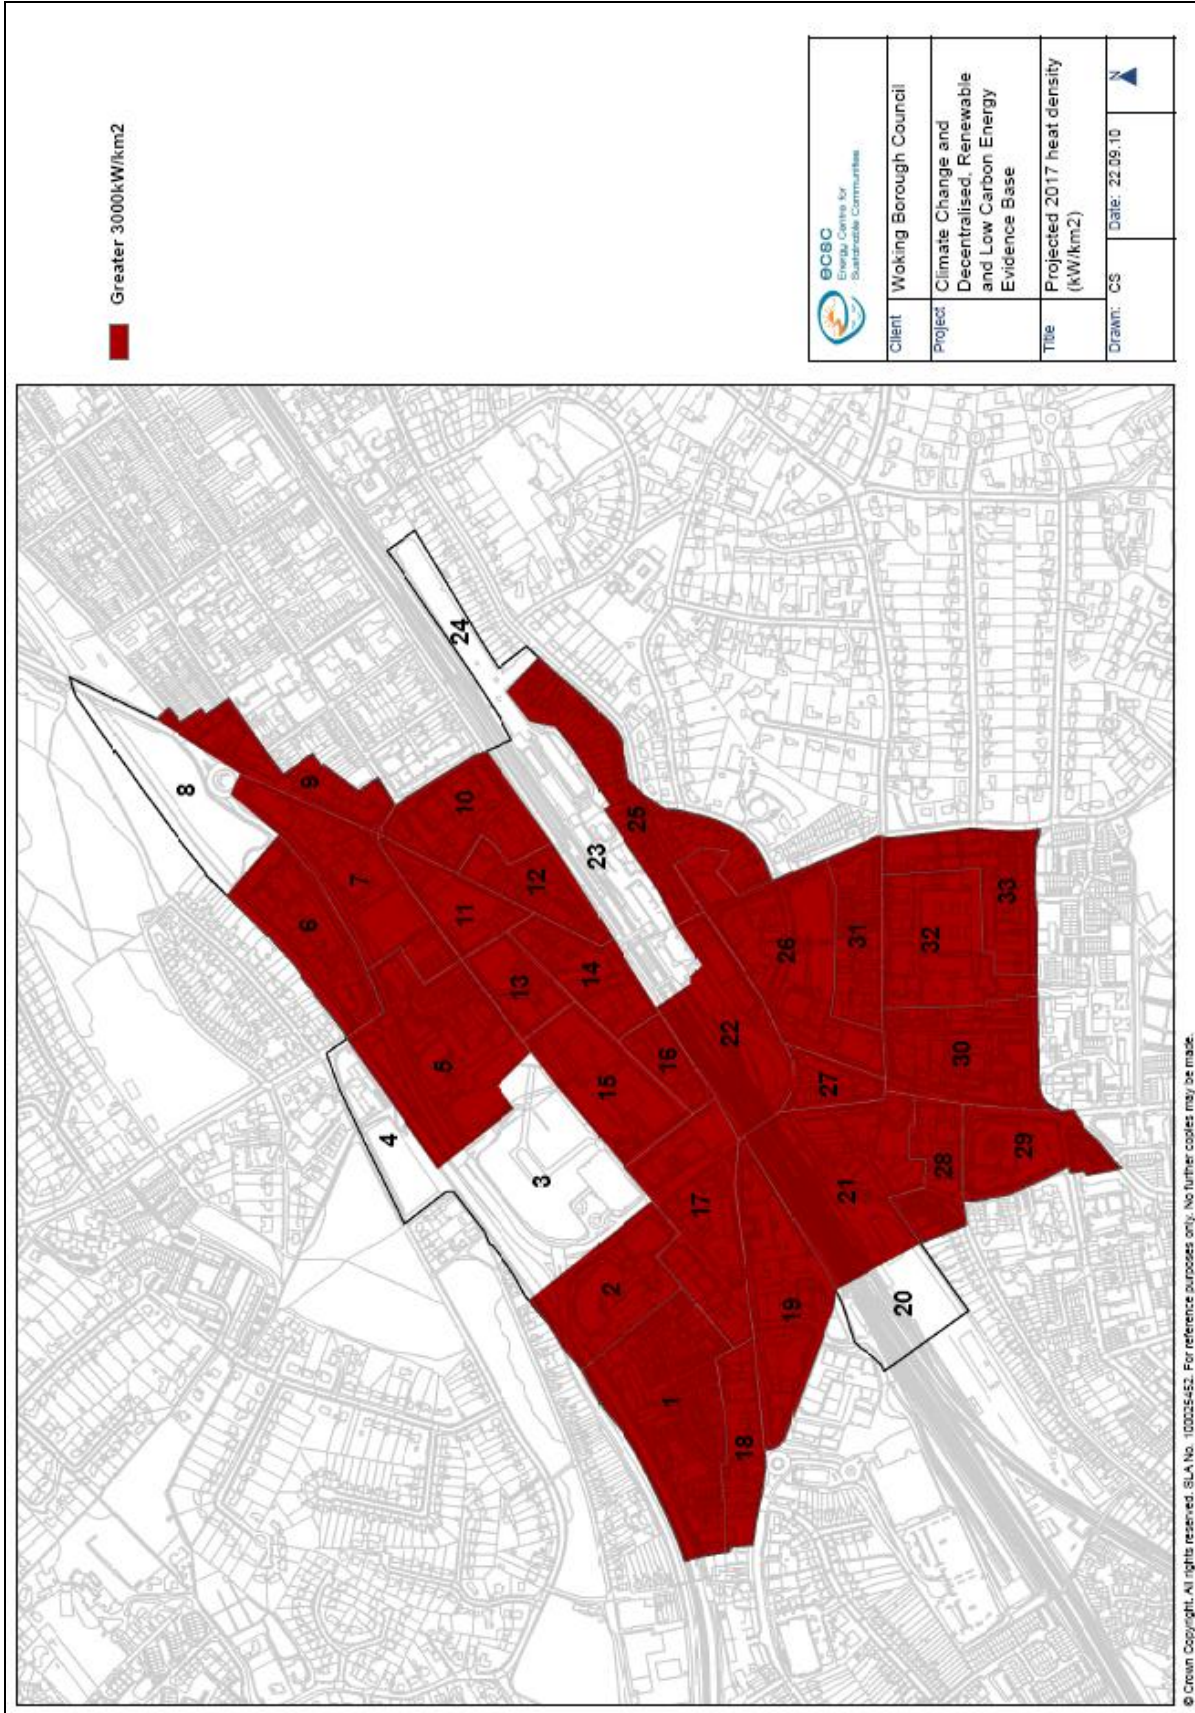 Greater 3000kW/km2
ecsc
Energy Centre for
Sustainable Communities
Client Woking Borough Council
Project Climate Change and
Decentralised, Renewable
and Low Carbon Energy
Evidence Base
Title Projected 2017 heat density
(kW/km2)
Drawn: CS Date: 22.09.10 N
1
2
3
4
5
6
7
8
9
10
11
12
13
14
15
16
17
18
19
20
21
22
23
24
25
26
27
28
29
30
31
32
33
© Crown Copyright. All rights reserved. SLA No. 100025452. For reference purposes only. No further copies may be made.